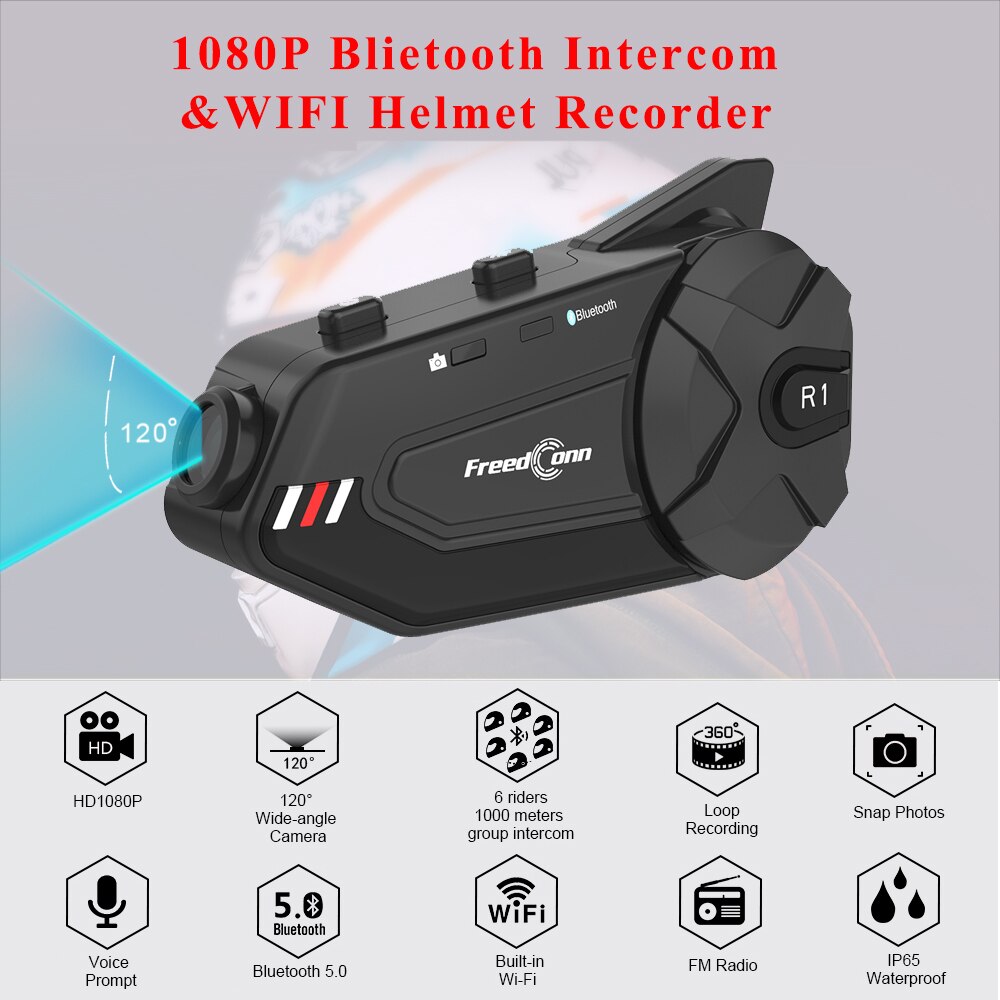 1080P Blietooth Intercom
&WIFI Helmet Recorder
120°
Bluetooth
R1
FreedConn
HD
HD1080P
120°
120°
Wide-angle
Camera
6 riders
1000 meters
group intercom
360°
Loop
Recording
Snap Photos
Voice
Prompt
5.0
Bluetooth
Bluetooth 5.0
WiFi
Built-in
Wi-Fi
FM Radio
IP65
Waterproof